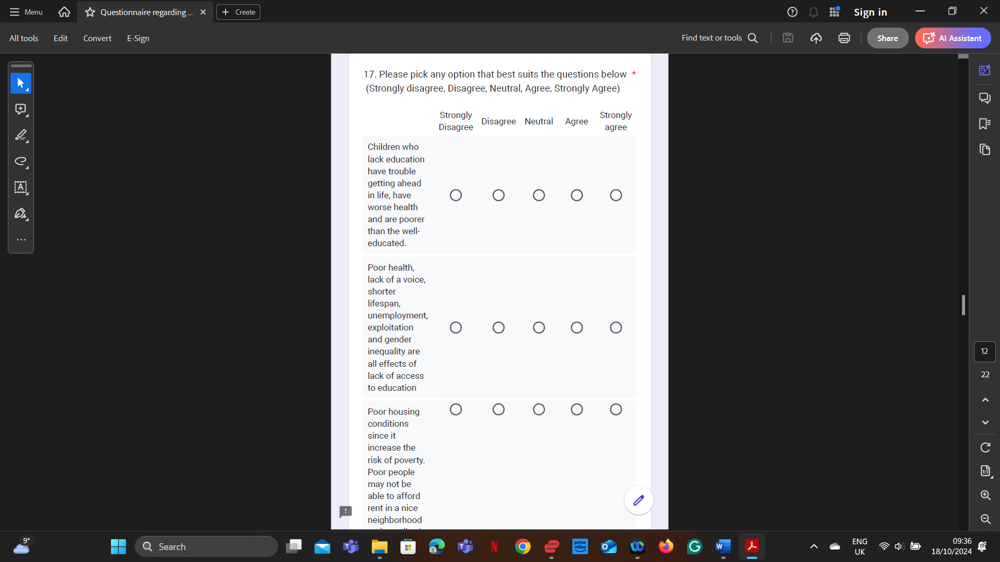 Menu
Questionnaire regarding ...
Create
Sign in
All tools
Edit
Convert
E-Sign
Find text or tools
Share
AI Assistant
17. Please pick any option that best suits the questions below *
(Strongly disagree, Disagree, Neutral, Agree, Strongly Agree)
Strongly Disagree
Disagree
Neutral
Agree
Strongly agree
Children who
lack education
have trouble
getting ahead
in life, have
worse health
and are poorer
than the well-
educated.
Poor health,
lack of a voice,
shorter
lifespan,
unemployment,
exploitation
and gender
inequality are
all effects of
lack of access
to education
Poor housing
conditions
since it
increase the
risk of poverty.
Poor people
may not be
able to afford
rent in a nice
neighborhood
12
22
9°
Search
prime video
ENG
UK
09:36
18/10/2024